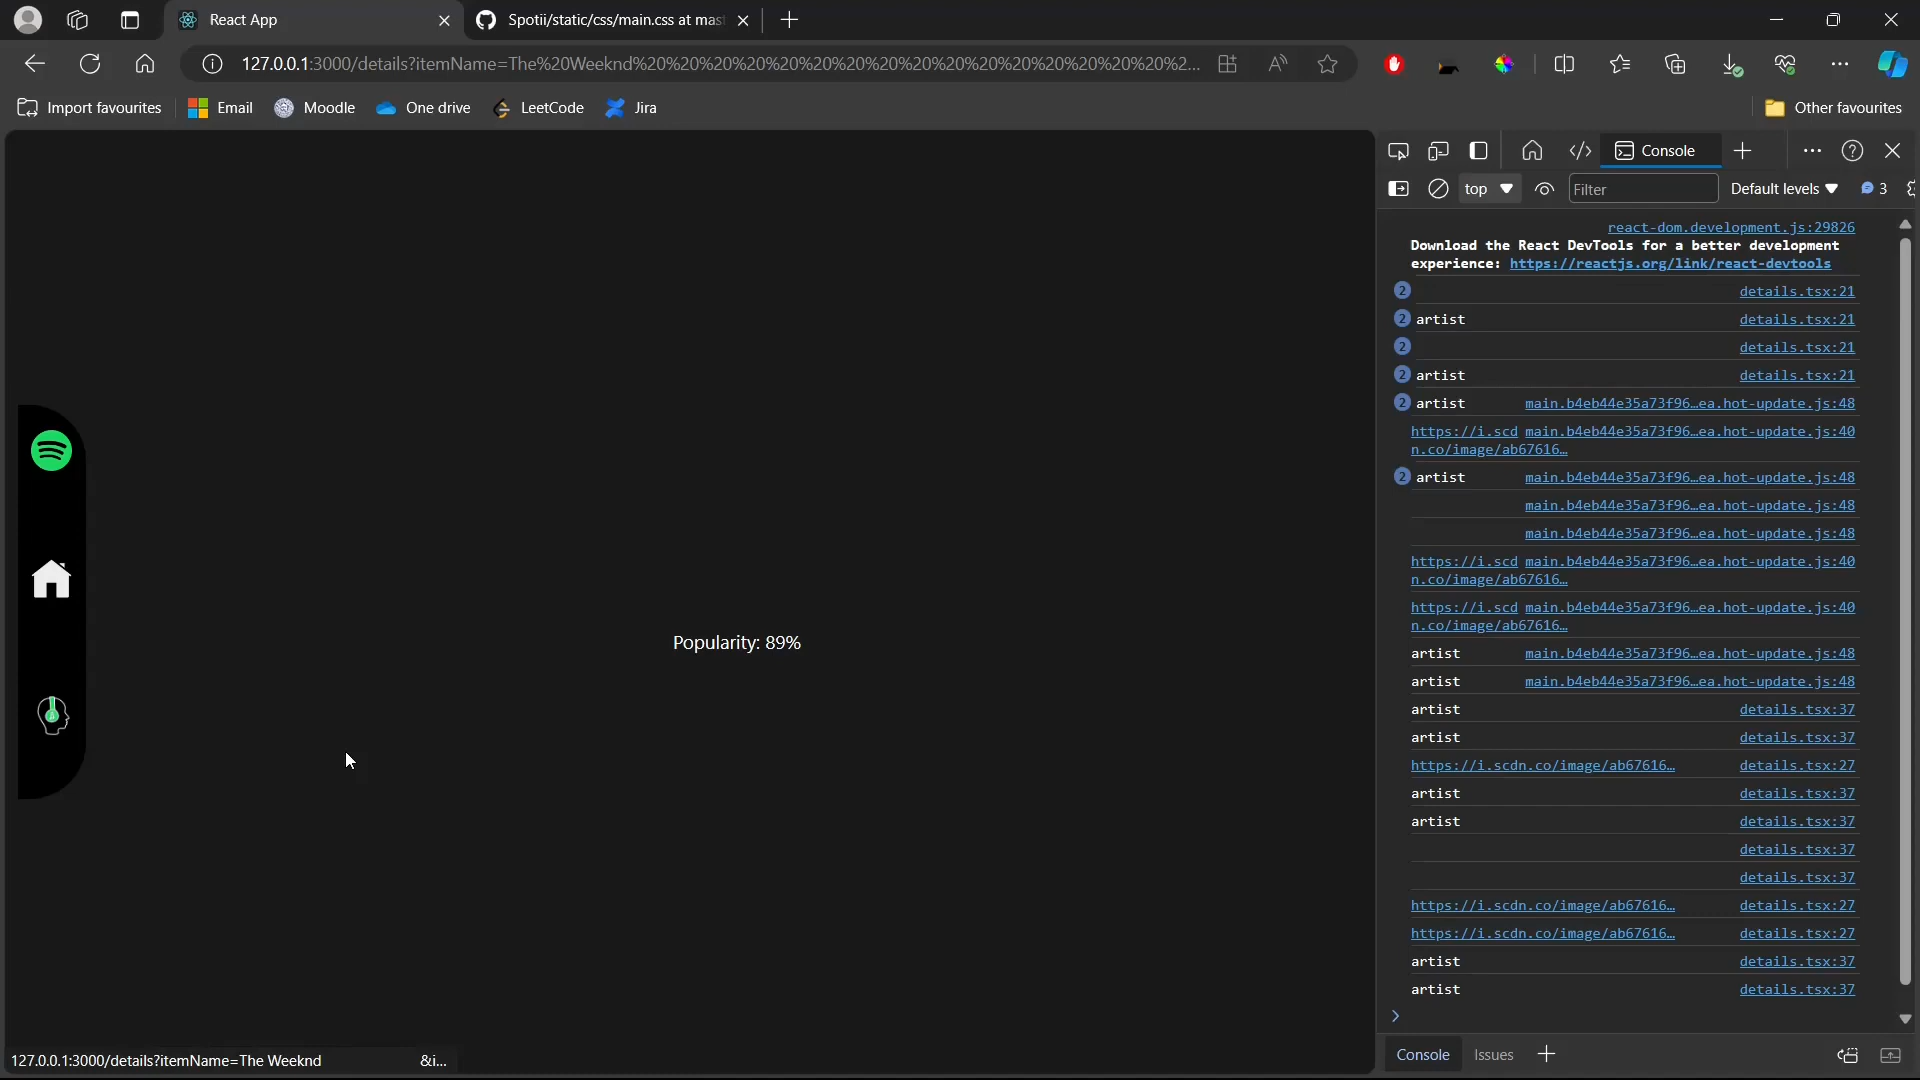 React App
Spotii/static/css/main.css at mast
127.0.0.1:3000/details?itemName=The%20Weeknd%20%20%20%20%20%20%20%20%20%20%20%20%20%20%20%2...
Import favourites
Email
Moodle
One drive
LeetCode
Jira
Other favourites
Console
top
Filter
Default levels
3
react-dom.development.js:29826
Download the React DevTools for a better development
experience: https://reactjs.org/link/react-devtools
2 details.tsx:21
2 artist details.tsx:21
2 details.tsx:21
2 artist details.tsx:21
2 artist main.b4eb44e35a73f96…ea.hot-update.js:48
https://i.scd main.b4eb44e35a73f96…ea.hot-update.js:40
n.co/image/ab67616…
2 artist main.b4eb44e35a73f96…ea.hot-update.js:48
main.b4eb44e35a73f96…ea.hot-update.js:48
main.b4eb44e35a73f96…ea.hot-update.js:48
https://i.scd main.b4eb44e35a73f96…ea.hot-update.js:40
n.co/image/ab67616…
https://i.scd main.b4eb44e35a73f96…ea.hot-update.js:40
n.co/image/ab67616…
artist main.b4eb44e35a73f96…ea.hot-update.js:48
artist main.b4eb44e35a73f96…ea.hot-update.js:48
artist details.tsx:37
artist details.tsx:37
https://i.scdn.co/image/ab67616… details.tsx:27
artist details.tsx:37
artist details.tsx:37
details.tsx:37
details.tsx:37
https://i.scdn.co/image/ab67616… details.tsx:27
https://i.scdn.co/image/ab67616… details.tsx:27
artist details.tsx:37
artist details.tsx:37
Popularity: 89%
Console
Issues
127.0.0.1:3000/details?itemName=The Weeknd &i...